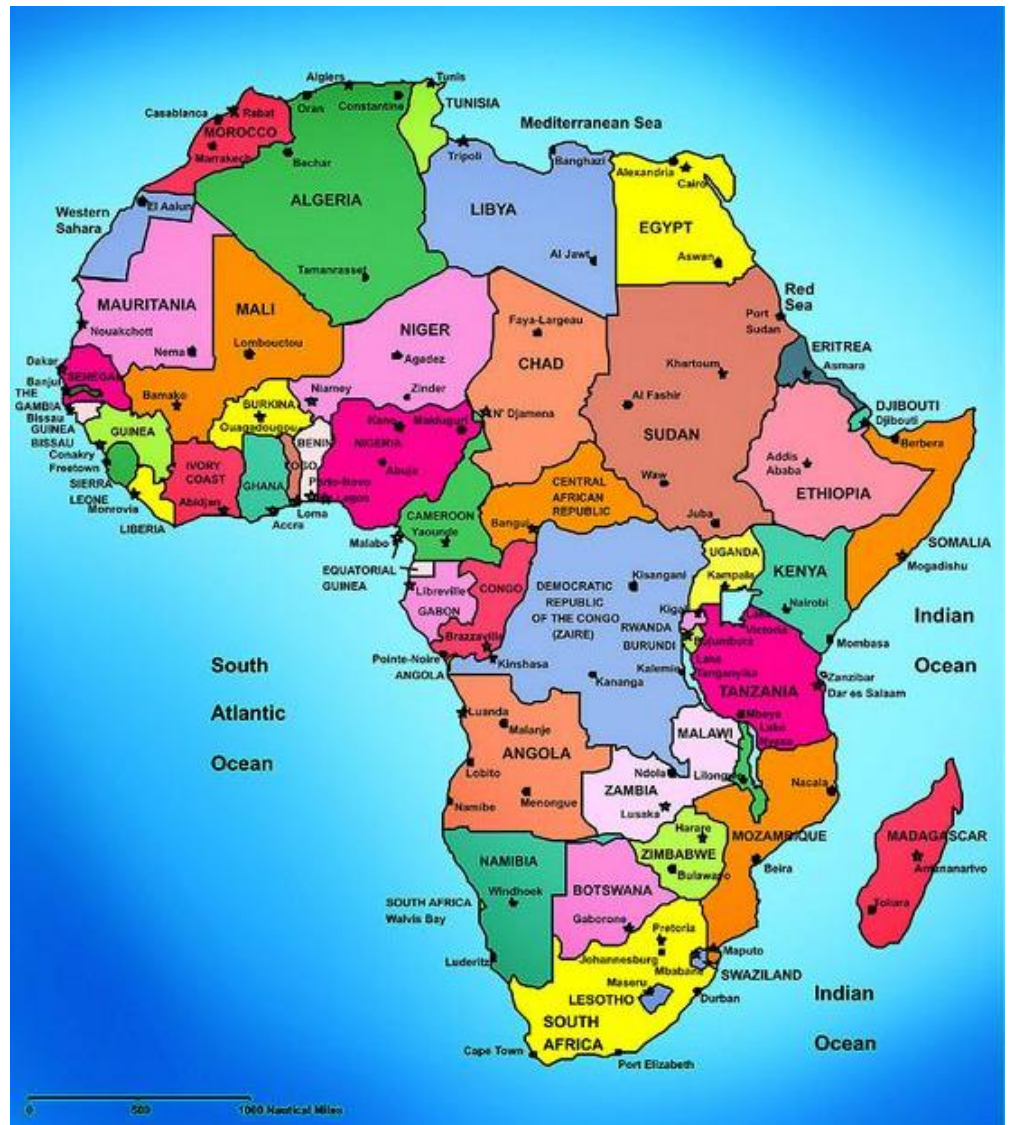 Algiers
Tunis
Oran
Constantine
TUNISIA
Casablanca
Rabat
MOROCCO
Mediterranean Sea
Marrakech
Bechar
Tripoli
Banghazi
Alexandria
Cairo
Western
Sahara
El Aalun
ALGERIA
LIBYA
EGYPT
Al Jawf
Aswan
Tamanrasset
MAURITANIA
MALI
NIGER
Nouakchott
Nema
Lombouctou
Agadez
Zinder
Faya-Largeau
CHAD
Red
Sea
Port
Sudan
Khartoum
ERITREA
Asmara
Al Fashir
SUDAN
DJIBOUTI
Djibouti
Berbera
Dakar
SENEGAL
Banjul
THE
GAMBIA
Bissau
GUINEA
BISSAU
Conakry
Freetown
SIERRA
LEONE
Monrovia
LIBERIA
Bamako
GUINEA
BURKINA
Ouagadougou
Niamey
IVORY
COAST
Abidjan
GHANA
Accra
TOGO
Loma
BENIN
Porto-Novo
Lagos
Kano
Maiduguri
NIGERIA
Abuja
N' Djamena
Waw
Juba
Addis
Ababa
ETHIOPIA
CENTRAL
AFRICAN
REPUBLIC
Bangui
CAMEROON
Yaounde
Malabo
EQUATORIAL
GUINEA
Libreville
GABON
CONGO
Brazzaville
Pointe-Noire
ANGOLA
Kinshasa
DEMOCRATIC
REPUBLIC
OF THE CONGO
(ZAIRE)
Kisangani
Kananga
Kalemie
UGANDA
Kampala
KENYA
Nairobi
SOMALIA
Mogadishu
Kigali
RWANDA
BURUNDI
Bujumbura
Lake
Victoria
Mombasa
Indian
Ocean
Lake
Tanganyika
TANZANIA
Zanzibar
Dar es Salaam
Mbeya
Lake
Nyasa
South
Atlantic
Ocean
Luanda
Malanje
ANGOLA
Lobito
Menongue
Namibe
MALAWI
Ndola
Lilongwe
ZAMBIA
Lusaka
Nacala
Harare
MOZAMBIQUE
ZIMBABWE
Bulawayo
Beira
MADAGASCAR
Antananarivo
Toliara
NAMIBIA
Windhoek
BOTSWANA
Gaborone
SOUTH AFRICA
Walvis Bay
Luderitz
Pretoria
Johannesburg
Maputo
Mbabane
SWAZILAND
Maseru
LESOTHO
Durban
SOUTH
AFRICA
Cape Town
Port Elizabeth
Indian
Ocean
0 500 1000 Nautical Miles